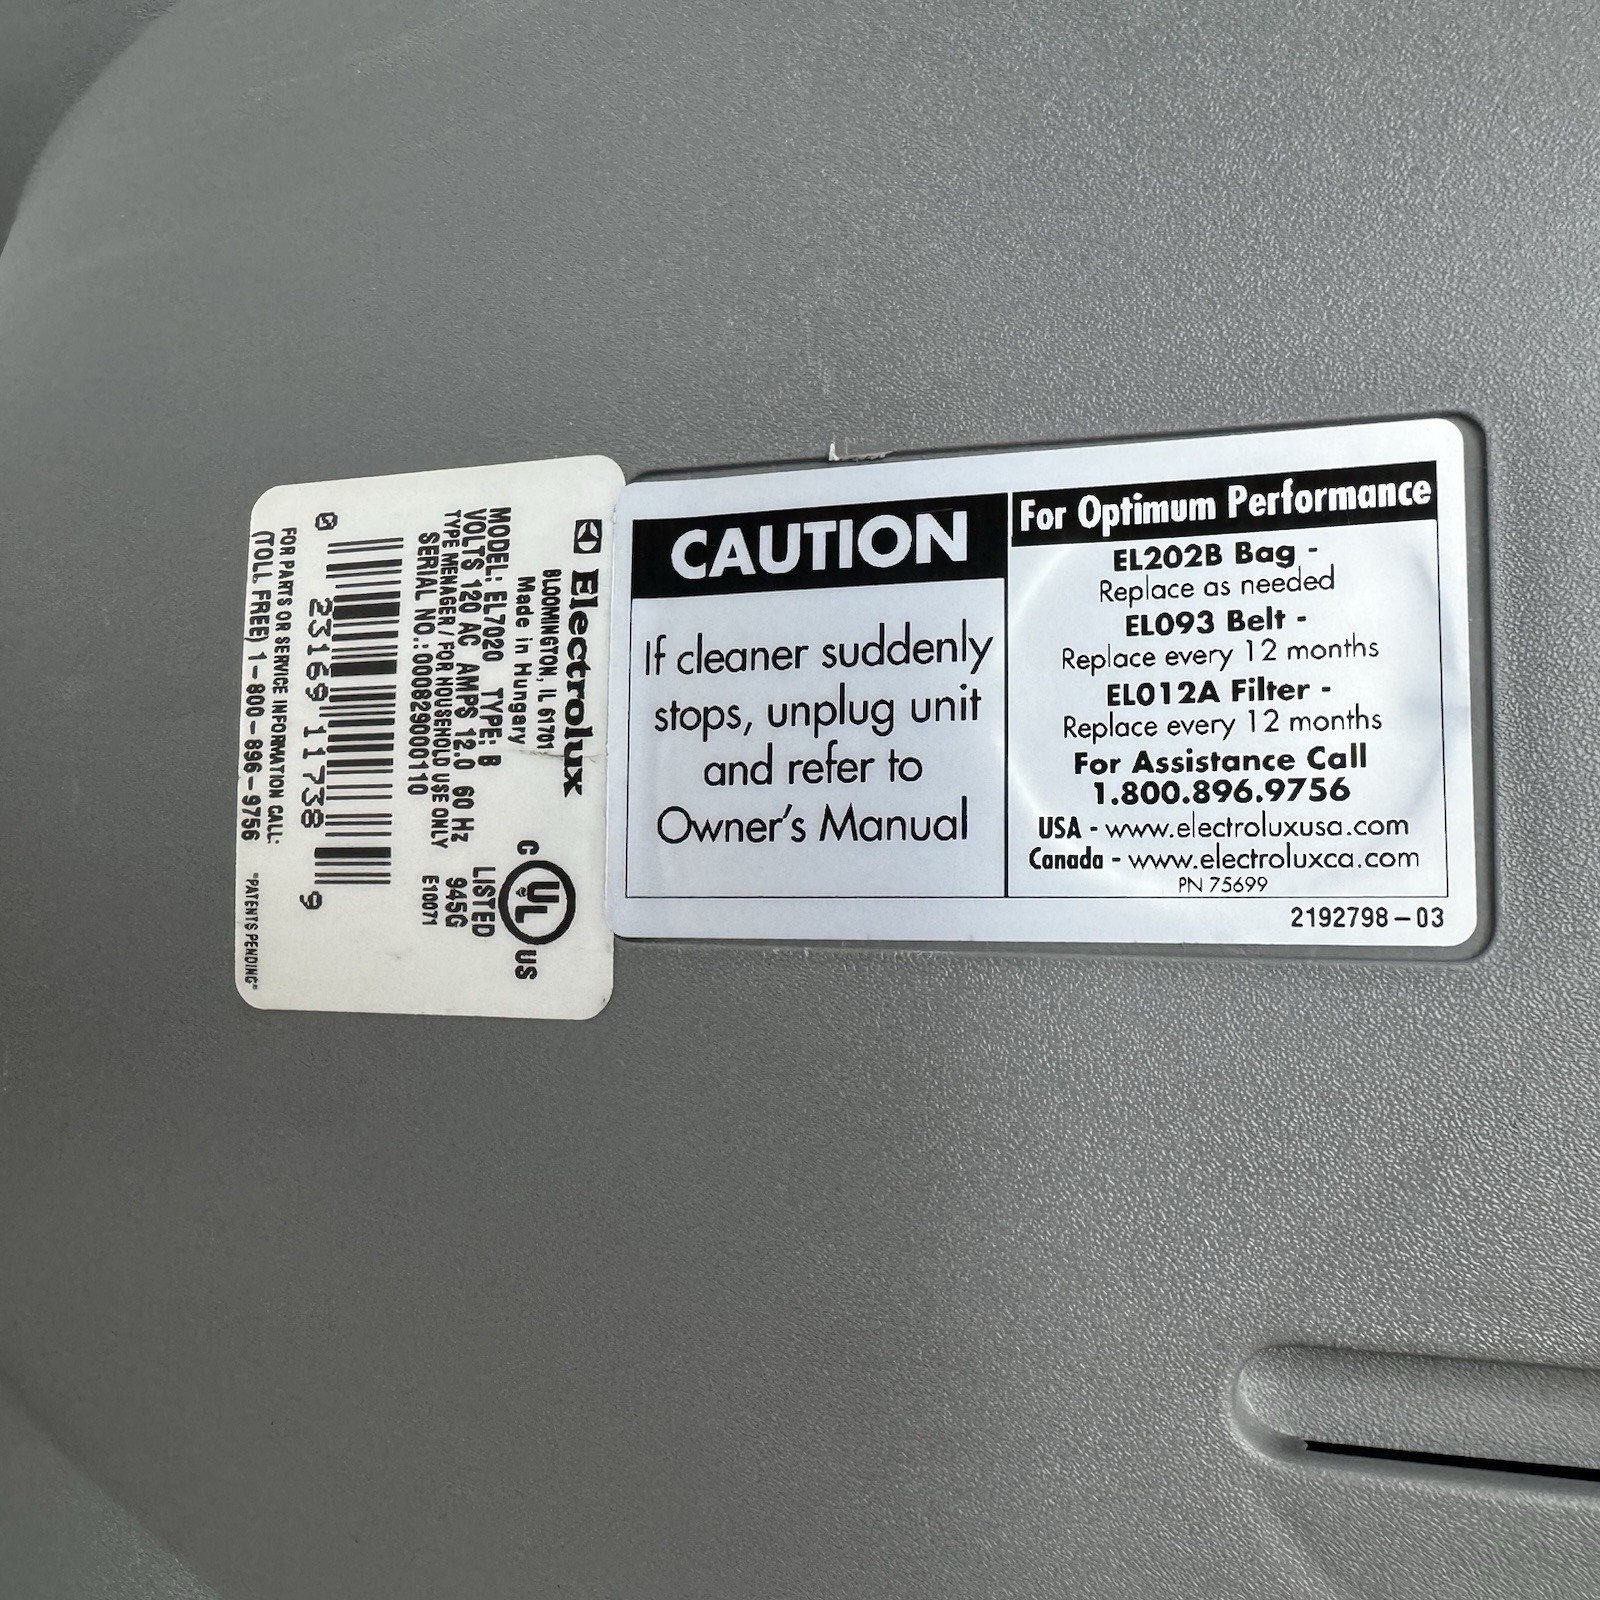 Electrolux
BLOOMINGTON, IL 61701
Made in Hungary
MODEL: EL7020 TYPE: B
VOLTS 120 AC AMPS 12.0 60 Hz
TYPE MENAGER / FOR HOUSEHOLD USE ONLY
SERIAL NO.: 000829000110
C UL US
LISTED
945G
E10071
0 23169 11738 9
FOR PARTS OR SERVICE INFORMATION CALL:
(TOLL FREE) 1-800-896-9756
"PATENTS PENDING"
CAUTION
If cleaner suddenly
stops, unplug unit
and refer to
Owner's Manual
For Optimum Performance
EL202B Bag -
Replace as needed
EL093 Belt -
Replace every 12 months
EL012A Filter -
Replace every 12 months
For Assistance Call
1.800.896.9756
USA - www.electroluxusa.com
Canada - www.electroluxca.com
PN 75699
2192798-03